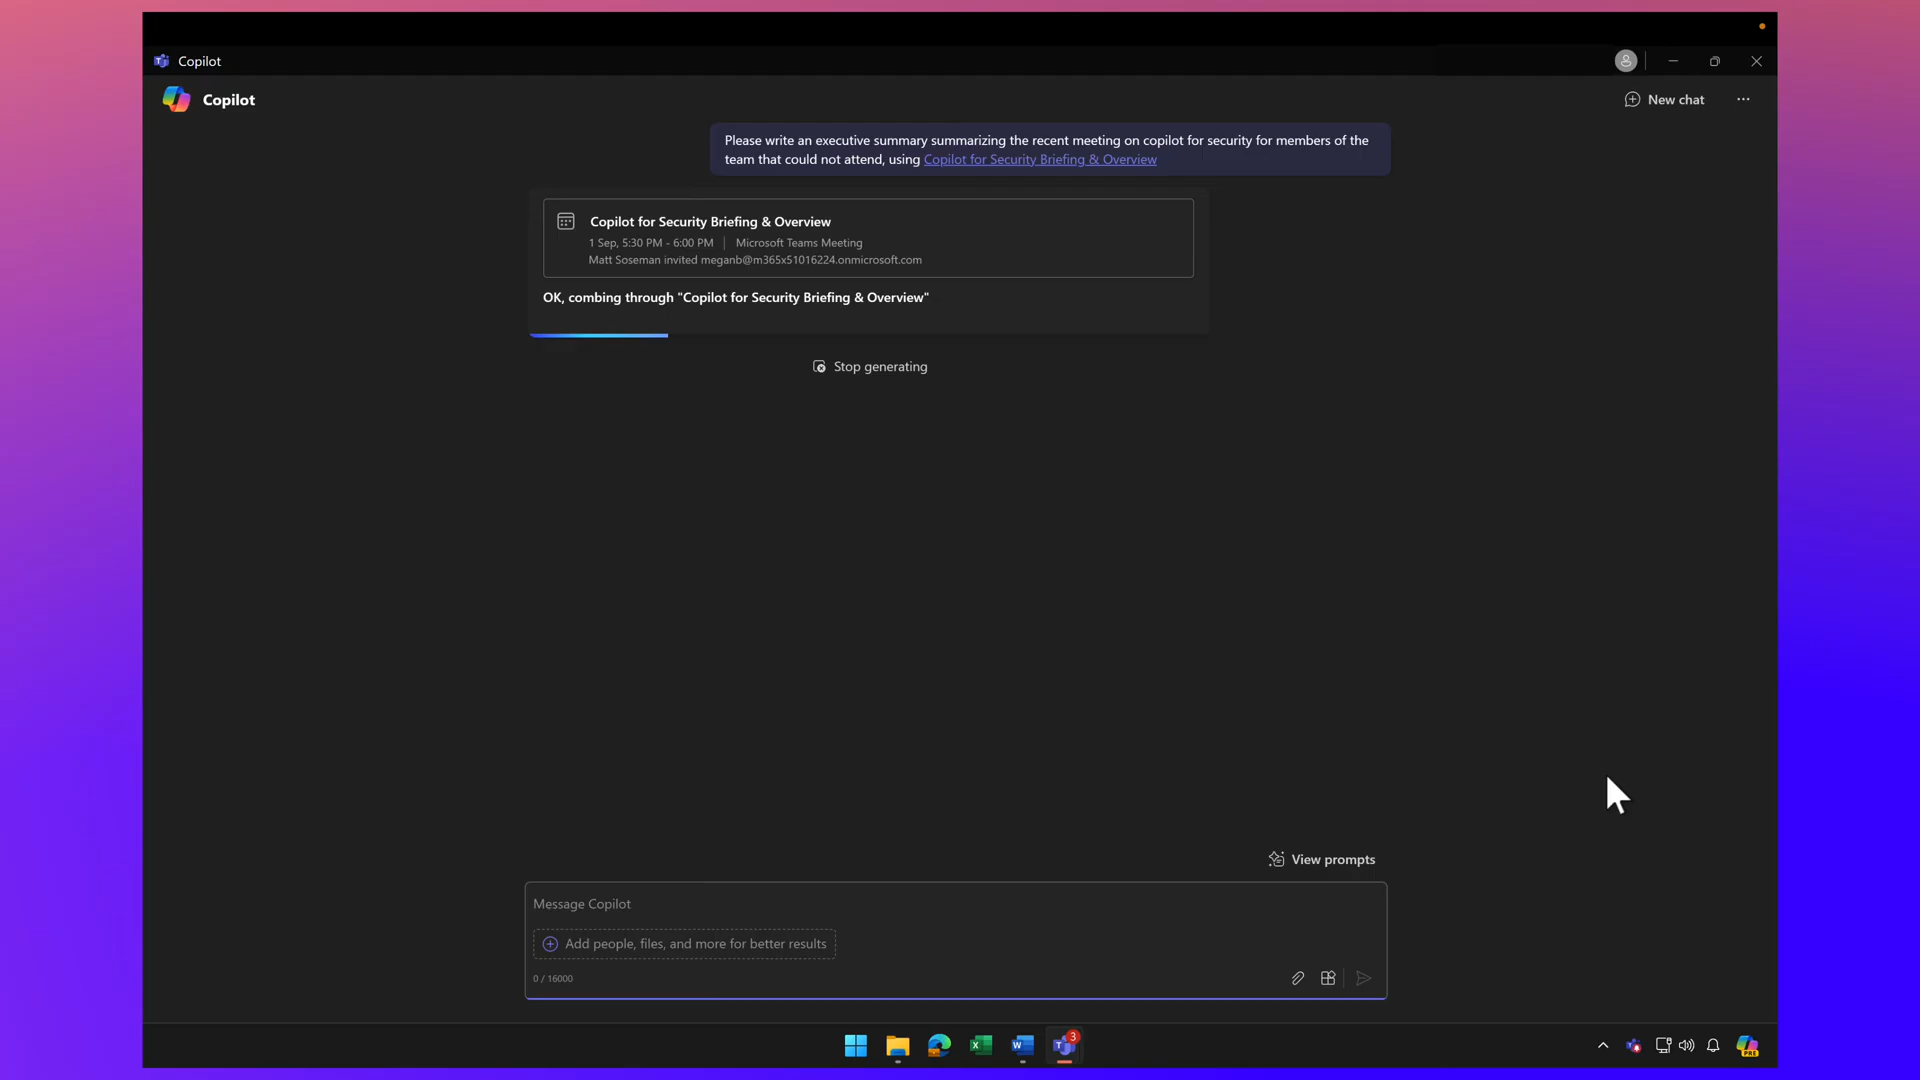 Copilot
Copilot
New chat
Please write an executive summary summarizing the recent meeting on copilot for security for members of the
team that could not attend, using Copilot for Security Briefing & Overview
Copilot for Security Briefing & Overview
1 Sep, 5:30 PM - 6:00 PM | Microsoft Teams Meeting
Matt Soseman invited meganb@m365x51016224.onmicrosoft.com
OK, combing through "Copilot for Security Briefing & Overview"
Stop generating
View prompts
Message Copilot
Add people, files, and more for better results
0 / 16000
3
PRE